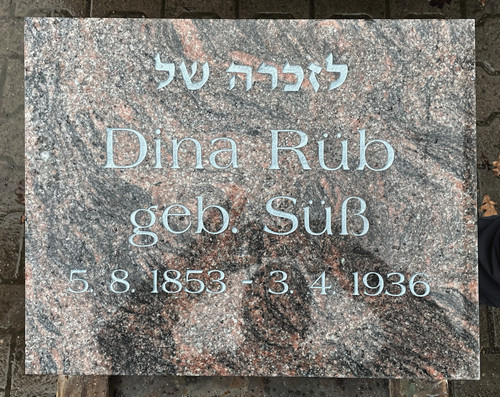 לזכרה של
Dina Rüb
geb. Süß
5. 8. 1853 - 3. 4. 1936